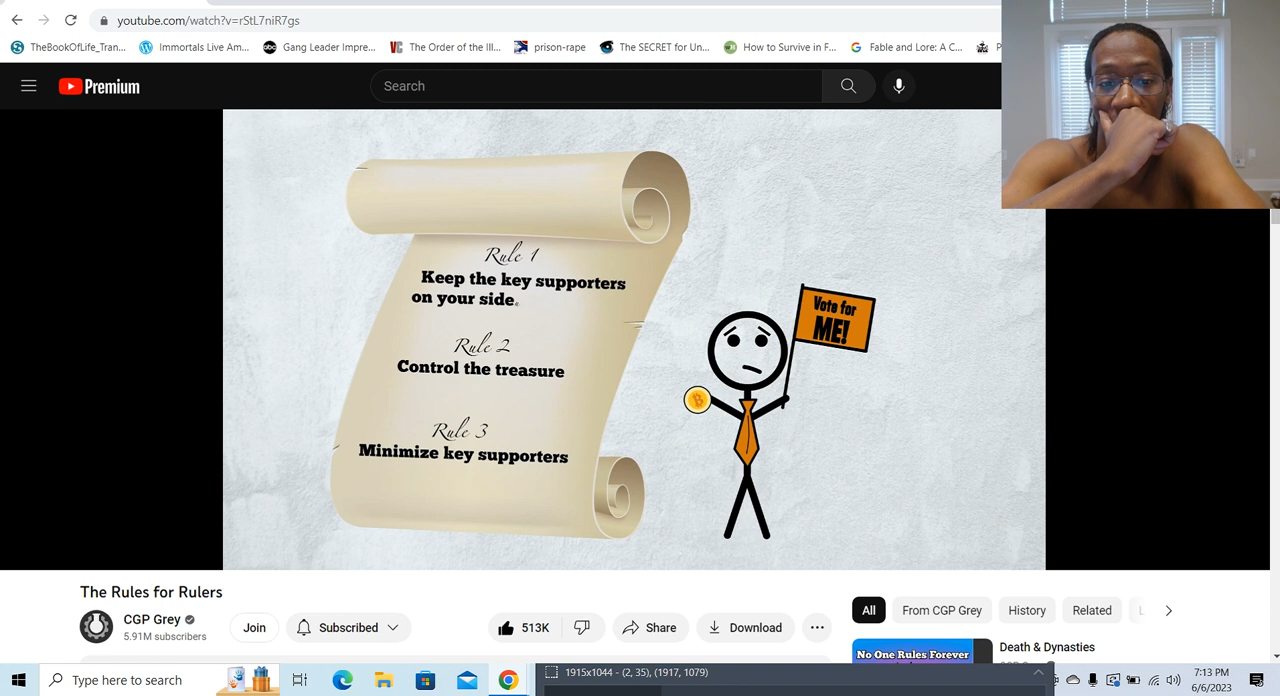 youtube.com/watch?v=rStL7niR7gs
TheBookOfLife_Tran... Immortals Live Am... abc Gang Leader Impre... The Order of the Ill... prison-rape The SECRET for Un... How to Survive in F... Fable and Lore: A C...
Premium
Search
Rule 1
Keep the key supporters
on your side.
Rule 2
Control the treasure
Rule 3
Minimize key supporters
Vote for
ME!
The Rules for Rulers
CGP Grey
5.91M subscribers
Join
Subscribed
513K
Share
Download
All
From CGP Grey
History
Related
No One Rules Forever
Death & Dynasties
Type here to search
1915x1044 - (2, 35), (1917, 1079)
7:13 PM
6/6/2023